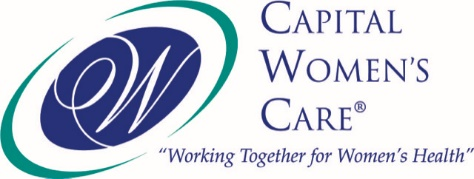 W
CAPITAL
WOMEN'S
CARE®
"Working Together for Women's Health"